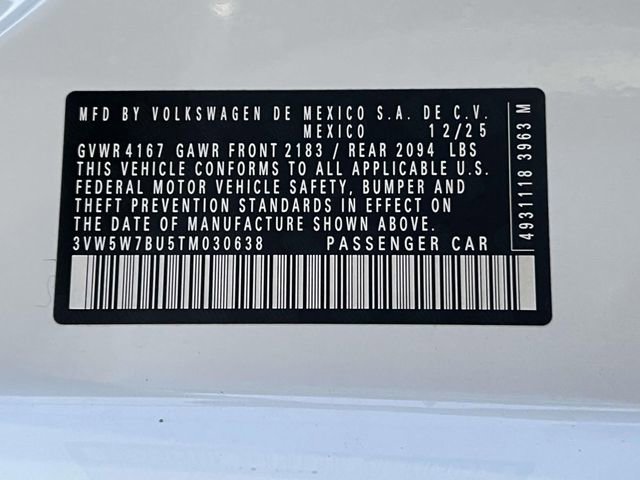 MFD BY VOLKSWAGEN DE MEXICO S.A. DE C.V.
MEXICO 12/25
GVWR 4167 GAWR FRONT 2183 / REAR 2094 LBS
THIS VEHICLE CONFORMS TO ALL APPLICABLE U.S.
FEDERAL MOTOR VEHICLE SAFETY, BUMPER AND
THEFT PREVENTION STANDARDS IN EFFECT ON
THE DATE OF MANUFACTURE SHOWN ABOVE.
3VW5W7BU5TM030638 PASSENGER CAR
4931118 3963 M